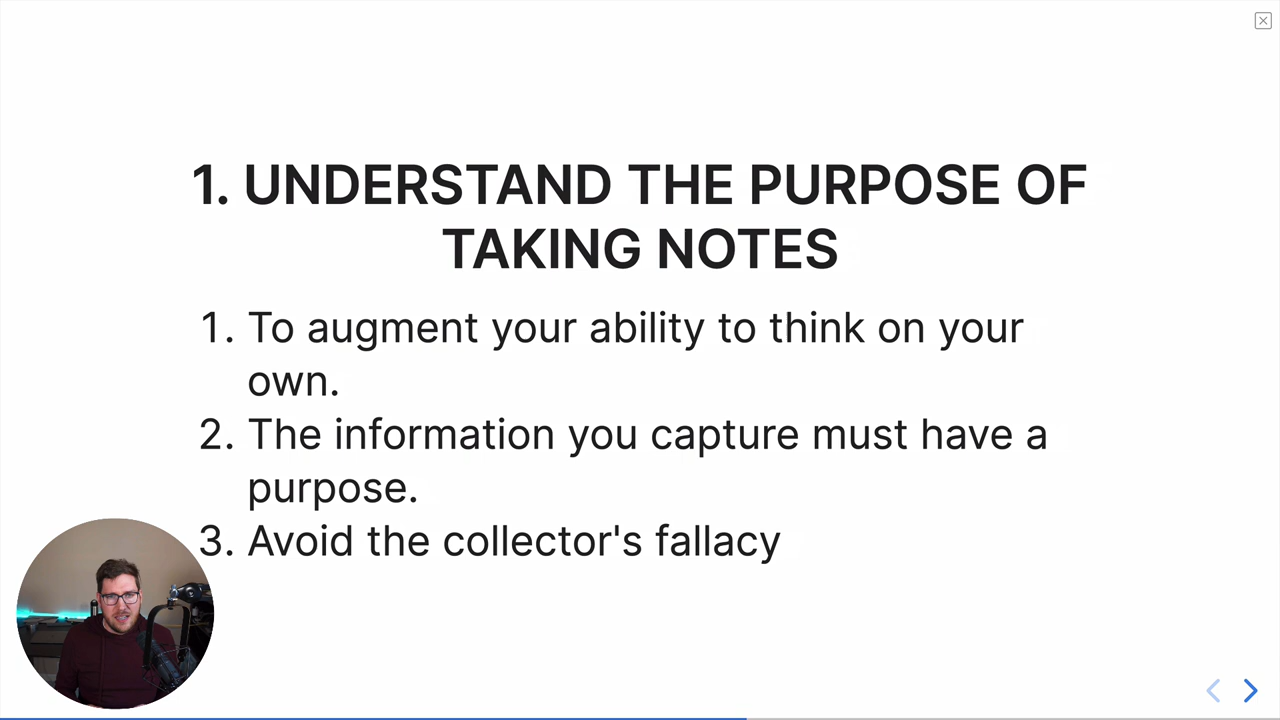 1. UNDERSTAND THE PURPOSE OF
TAKING NOTES
1. To augment your ability to think on your
own.
2. The information you capture must have a
purpose.
3. Avoid the collector's fallacy